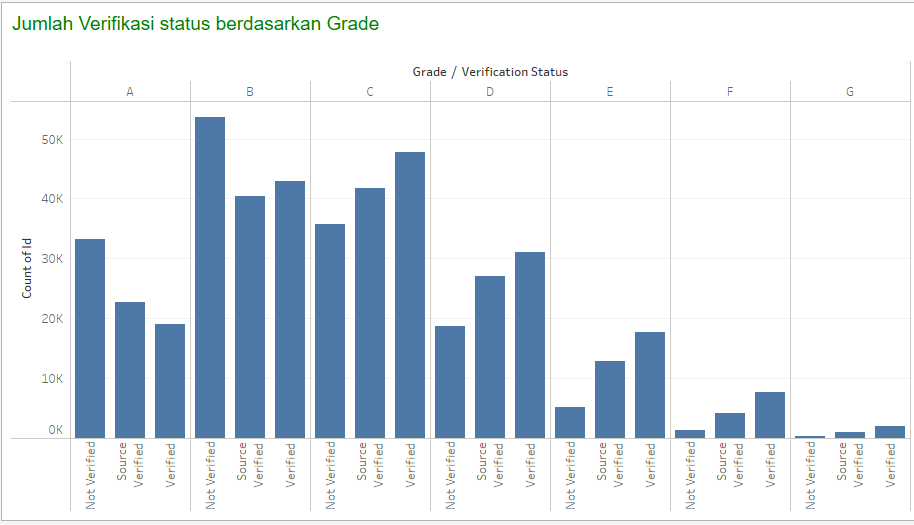 Jumlah Verifikasi status berdasarkan Grade
Grade / Verification Status
A B C D E F G
Count of Id
50K
40K
30K
20K
10K
0K
Not Verified
Source
Verified
Verified
Not Verified
Source
Verified
Verified
Not Verified
Source
Verified
Verified
Not Verified
Source
Verified
Verified
Not Verified
Source
Verified
Verified
Not Verified
Source
Verified
Verified
Not Verified
Source
Verified
Verified